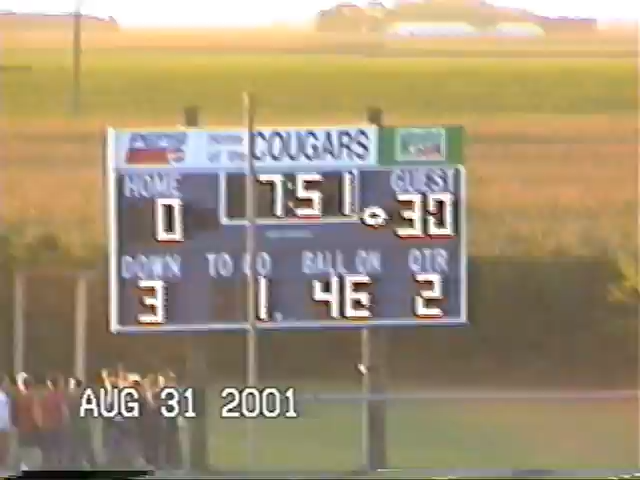 COUGARS
HOME 7:51 GUEST
0 30
DOWN TO GO BALL ON QTR
3 1 46 2
AUG 31 2001